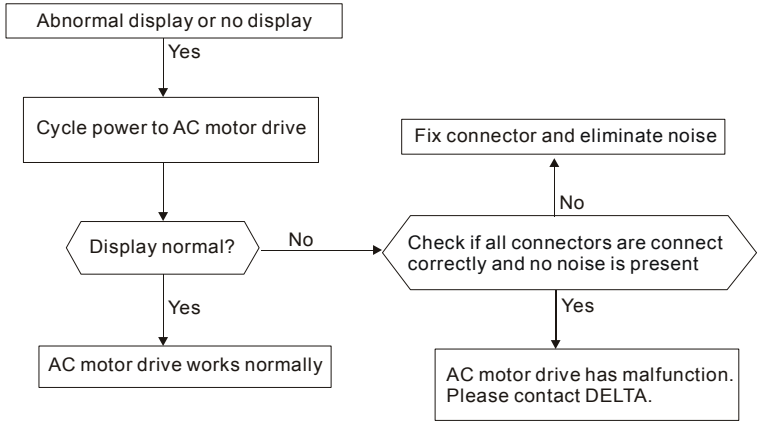 Abnormal display or no display
Yes
Cycle power to AC motor drive
Fix connector and eliminate noise
No
Display normal?
No
Check if all connectors are connect
correctly and no noise is present
Yes
Yes
AC motor drive works normally
AC motor drive has malfunction.
Please contact DELTA.